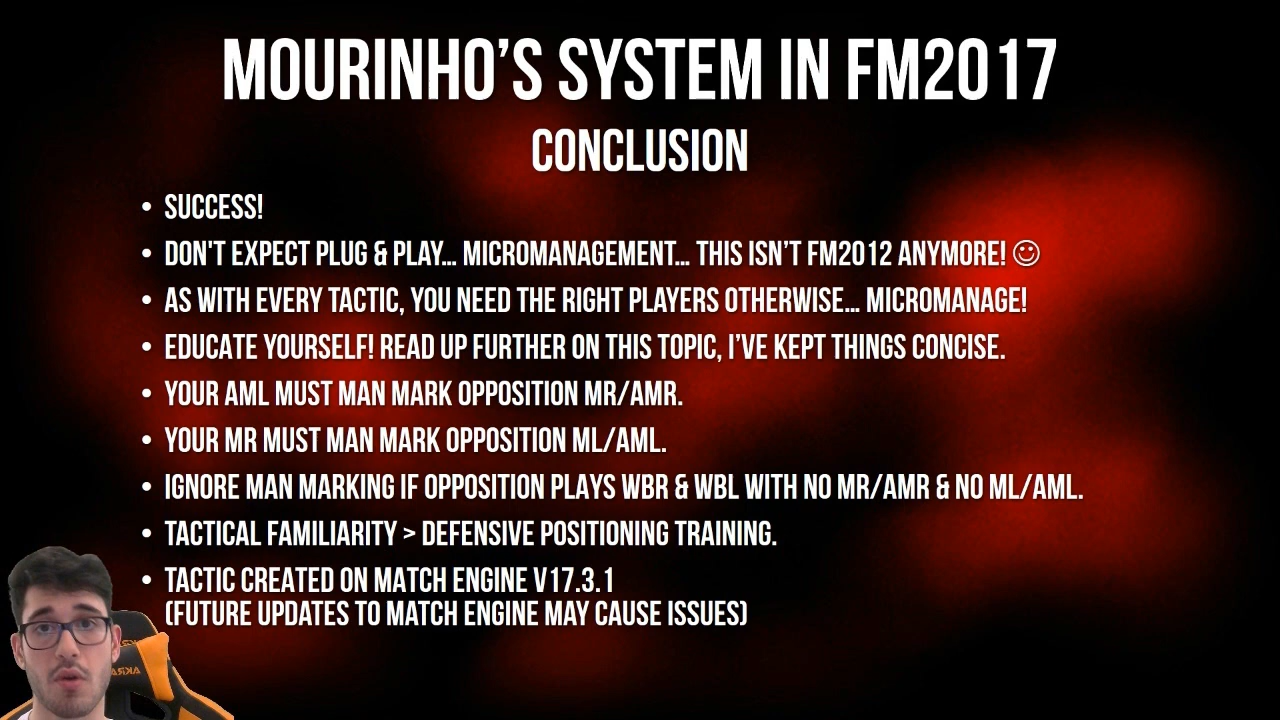 MOURINHO'S SYSTEM IN FM2017
CONCLUSION
• SUCCESS!
• DON'T EXPECT PLUG & PLAY... MICROMANAGEMENT... THIS ISN'T FM2012 ANYMORE! ☺
• AS WITH EVERY TACTIC, YOU NEED THE RIGHT PLAYERS OTHERWISE... MICROMANAGE!
• EDUCATE YOURSELF! READ UP FURTHER ON THIS TOPIC, I'VE KEPT THINGS CONCISE.
• YOUR AML MUST MAN MARK OPPOSITION MR/AMR.
• YOUR MR MUST MAN MARK OPPOSITION ML/AML.
• IGNORE MAN MARKING IF OPPOSITION PLAYS WBR & WBL WITH NO MR/AMR & NO ML/AML.
• TACTICAL FAMILIARITY > DEFENSIVE POSITIONING TRAINING.
• TACTIC CREATED ON MATCH ENGINE V17.3.1
(FUTURE UPDATES TO MATCH ENGINE MAY CAUSE ISSUES)